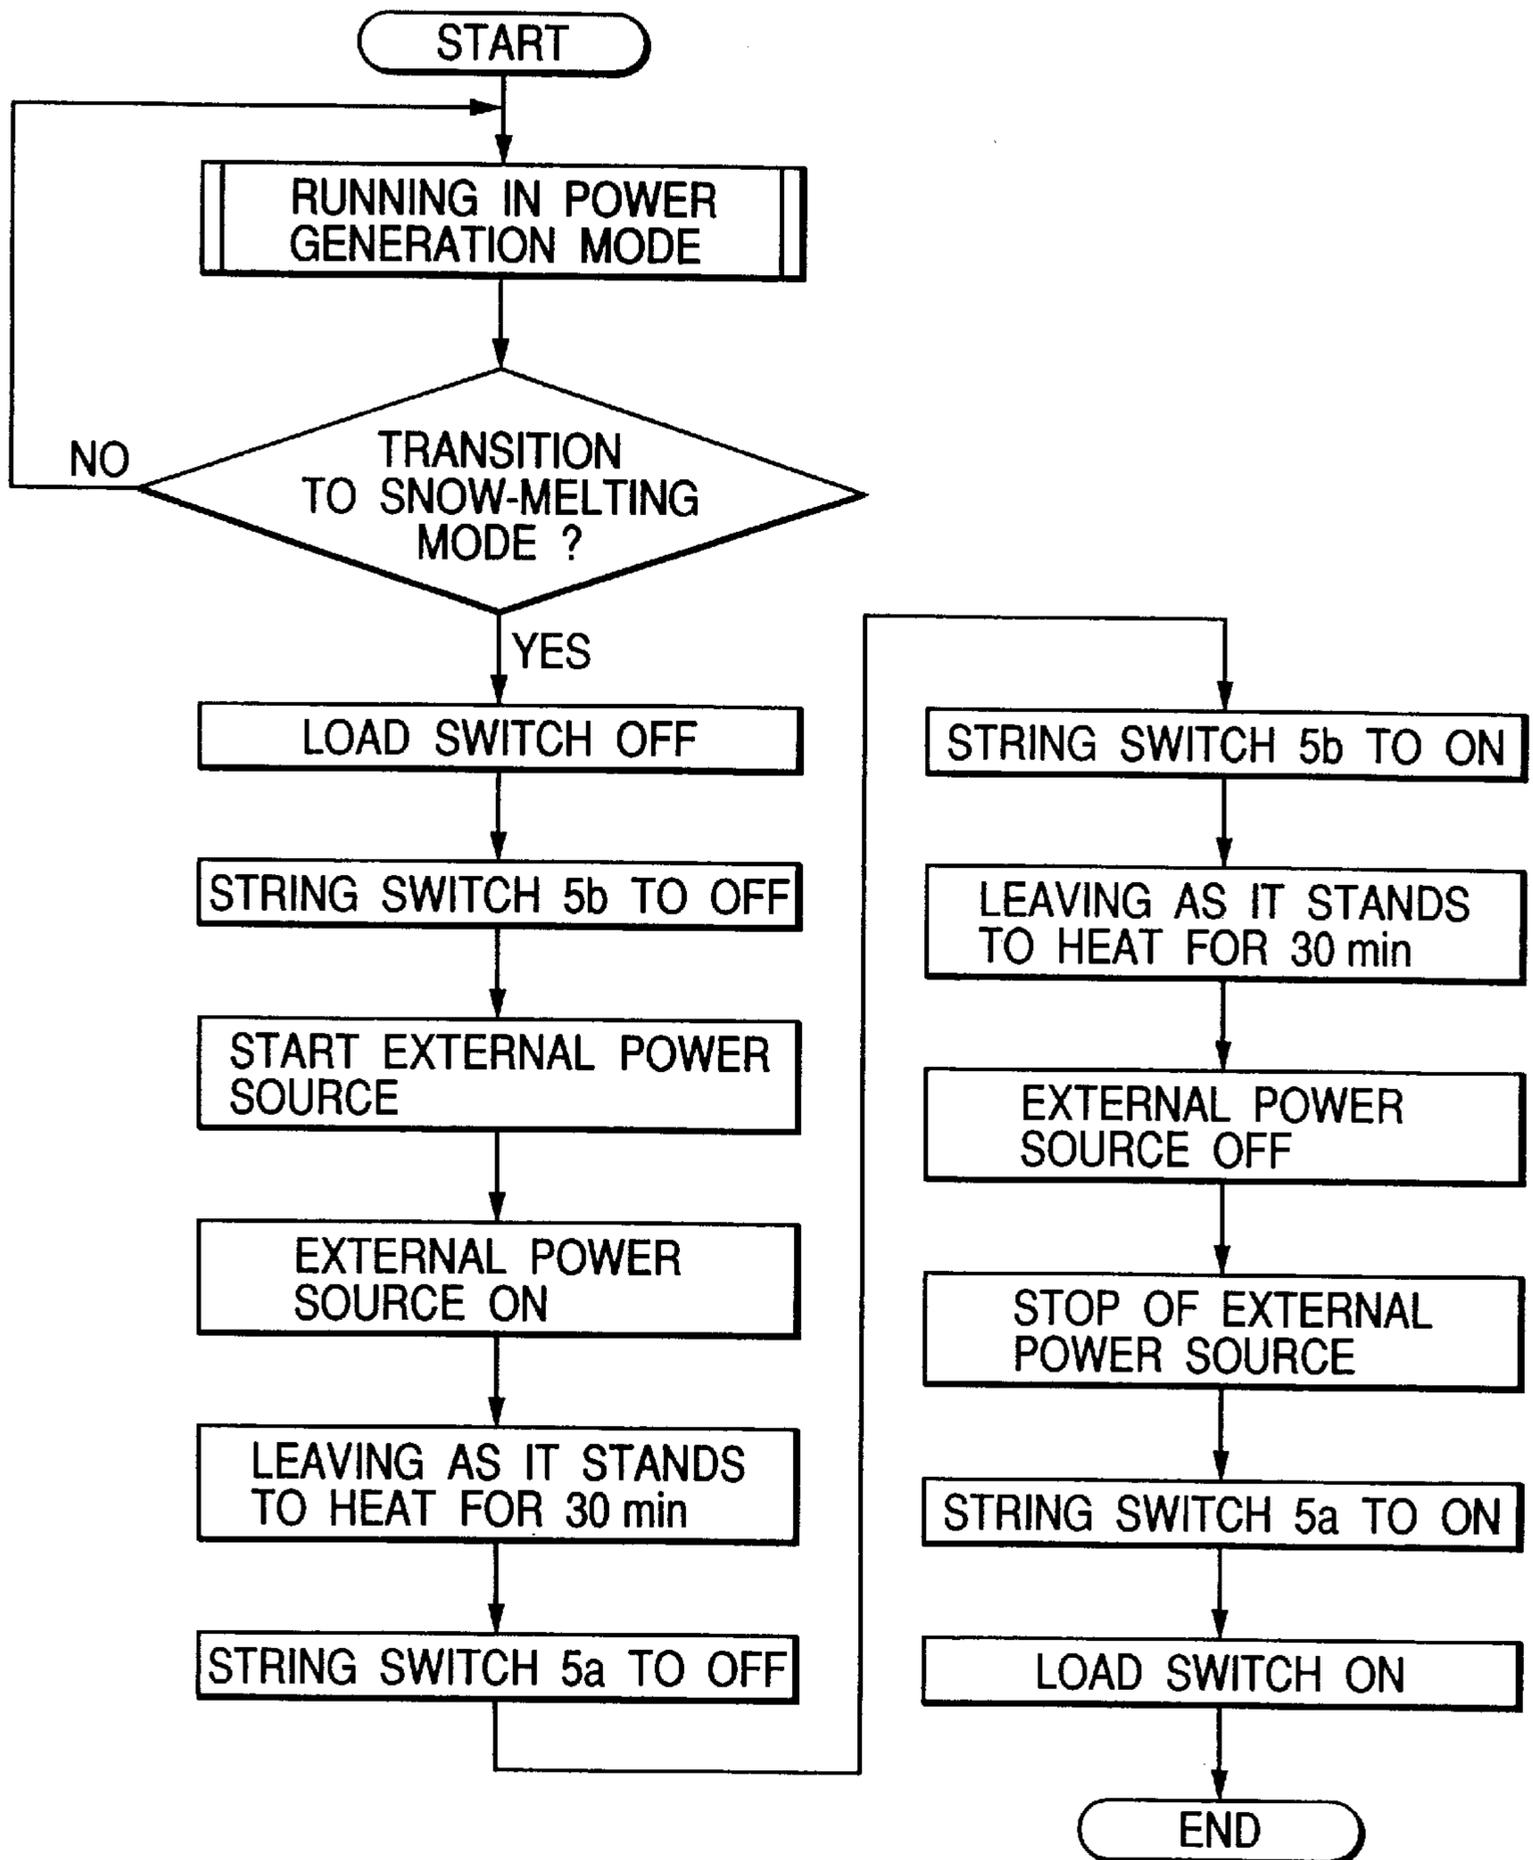 START
RUNNING IN POWER
GENERATION MODE
TRANSITION
TO SNOW-MELTING
MODE ?
NO
YES
LOAD SWITCH OFF
STRING SWITCH 5b TO OFF
START EXTERNAL POWER
SOURCE
EXTERNAL POWER
SOURCE ON
LEAVING AS IT STANDS
TO HEAT FOR 30 min
STRING SWITCH 5a TO OFF
STRING SWITCH 5b TO ON
LEAVING AS IT STANDS
TO HEAT FOR 30 min
EXTERNAL POWER
SOURCE OFF
STOP OF EXTERNAL
POWER SOURCE
STRING SWITCH 5a TO ON
LOAD SWITCH ON
END